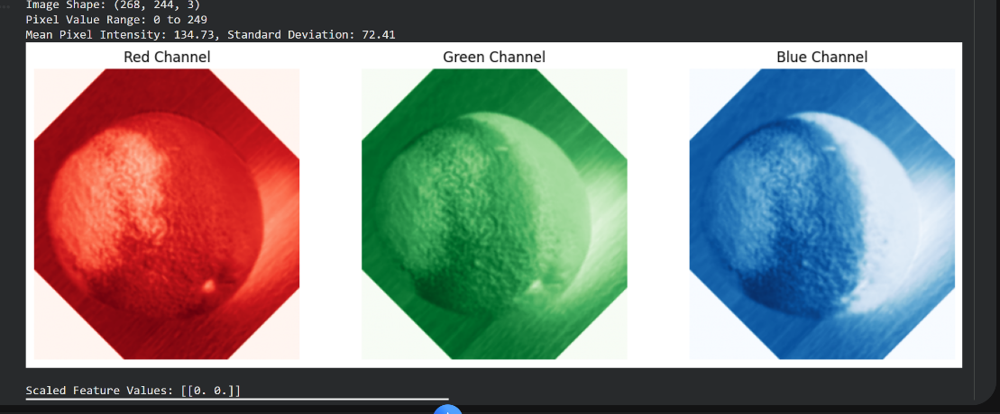 Image Shape: (268, 244, 3)
Pixel Value Range: 0 to 249
Mean Pixel Intensity: 134.73, Standard Deviation: 72.41
Red Channel Green Channel Blue Channel
Scaled Feature Values: [[0. 0.]]